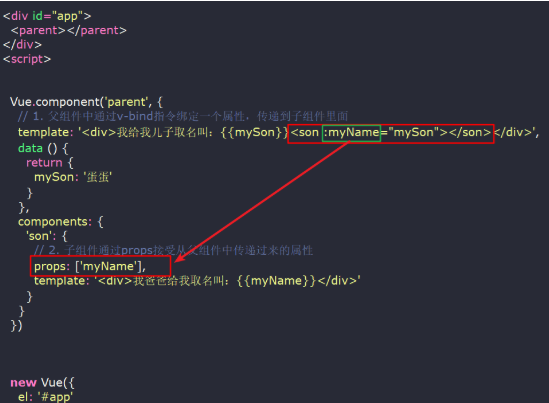 <div id="app">
<parent></parent>
</div>
<script>
Vue.component('parent', {
// 1. 父组件中通过v-bind指令绑定一个属性，传递到子组件里面
template: '<div>我给我儿子取名叫：{{mySon}}<son :myName="mySon"></son></div>',
data () {
return {
mySon: '蛋蛋'
}
},
components: {
'son': {
// 2. 子组件通过props接受从父组件中传递过来的属性
props: ['myName'],
template: '<div>我爸爸给我取名叫：{{myName}}</div>'
}
}
})
new Vue({
el: '#app'